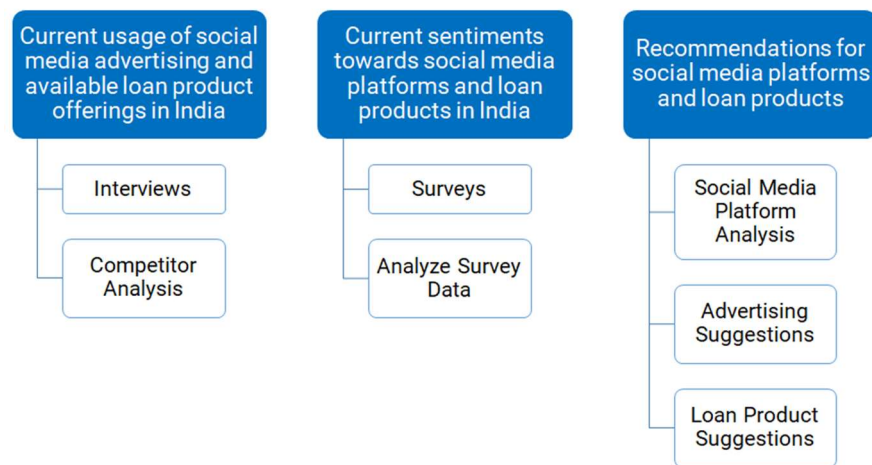 Current usage of social
media advertising and
available loan product
offerings in India
Interviews
Competitor
Analysis
Current sentiments
towards social media
platforms and loan
products in India
Surveys
Analyze Survey
Data
Recommendations for
social media platforms
and loan products
Social Media
Platform
Analysis
Advertising
Suggestions
Loan Product
Suggestions